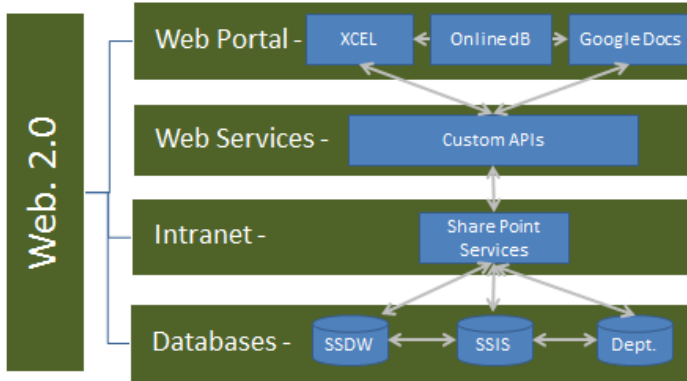 Web. 2.0
Web Portal -
XCEL
OnlinedB
GoogleDocs
Web Services -
Custom APIs
Intranet -
Share Point
Services
Databases -
SSDW
SSIS
Dept.